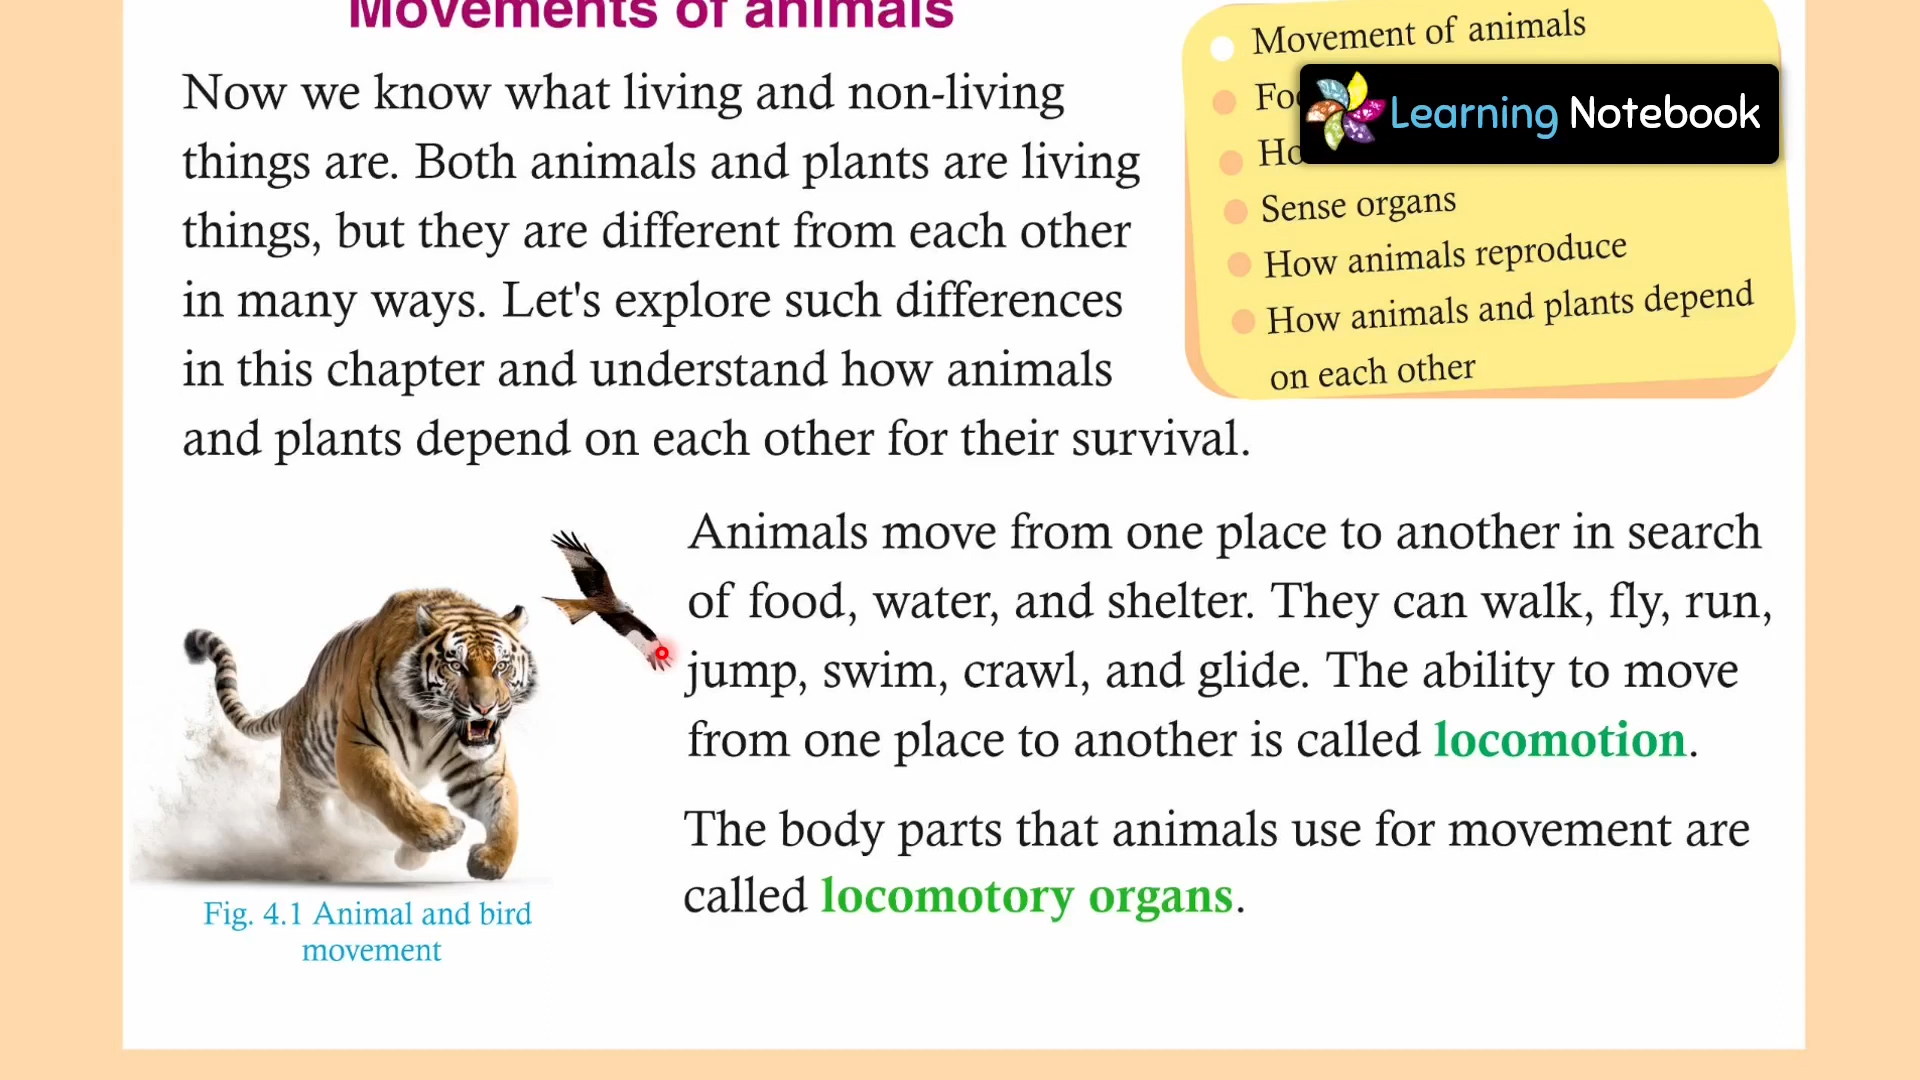 Movements of animals
Now we know what living and non-living
things are. Both animals and plants are living
things, but they are different from each other
in many ways. Let's explore such differences
in this chapter and understand how animals
and plants depend on each other for their survival.
Movement of animals
Learning Notebook
Sense organs
How animals reproduce
How animals and plants depend
on each other
Animals move from one place to another in search
of food, water, and shelter. They can walk, fly, run,
jump, swim, crawl, and glide. The ability to move
from one place to another is called locomotion.
The body parts that animals use for movement are
called locomotory organs.
Fig. 4.1 Animal and bird
movement